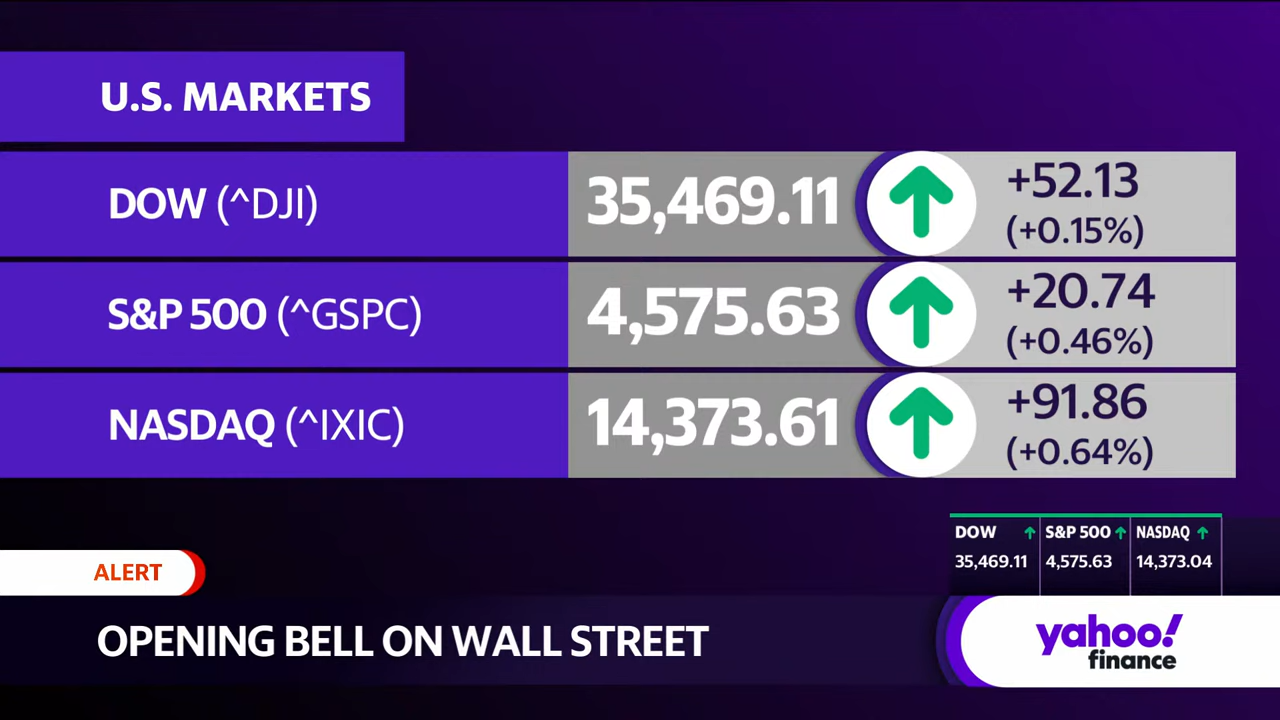 U.S. MARKETS
DOW (^DJI) 35,469.11 +52.13
(+0.15%)
S&P 500 (^GSPC) 4,575.63 +20.74
(+0.46%)
NASDAQ (^IXIC) 14,373.61 +91.86
(+0.64%)
DOW S&P 500 NASDAQ
35,469.11 4,575.63 14,373.04
ALERT
OPENING BELL ON WALL STREET
yahoo!
finance